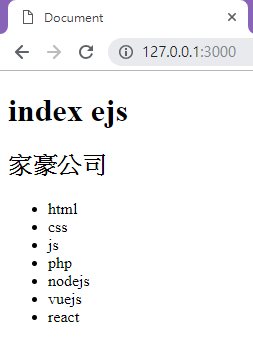 Document
127.0.0.1:3000
index ejs
家豪公司
html
css
js
php
nodejs
vuejs
react